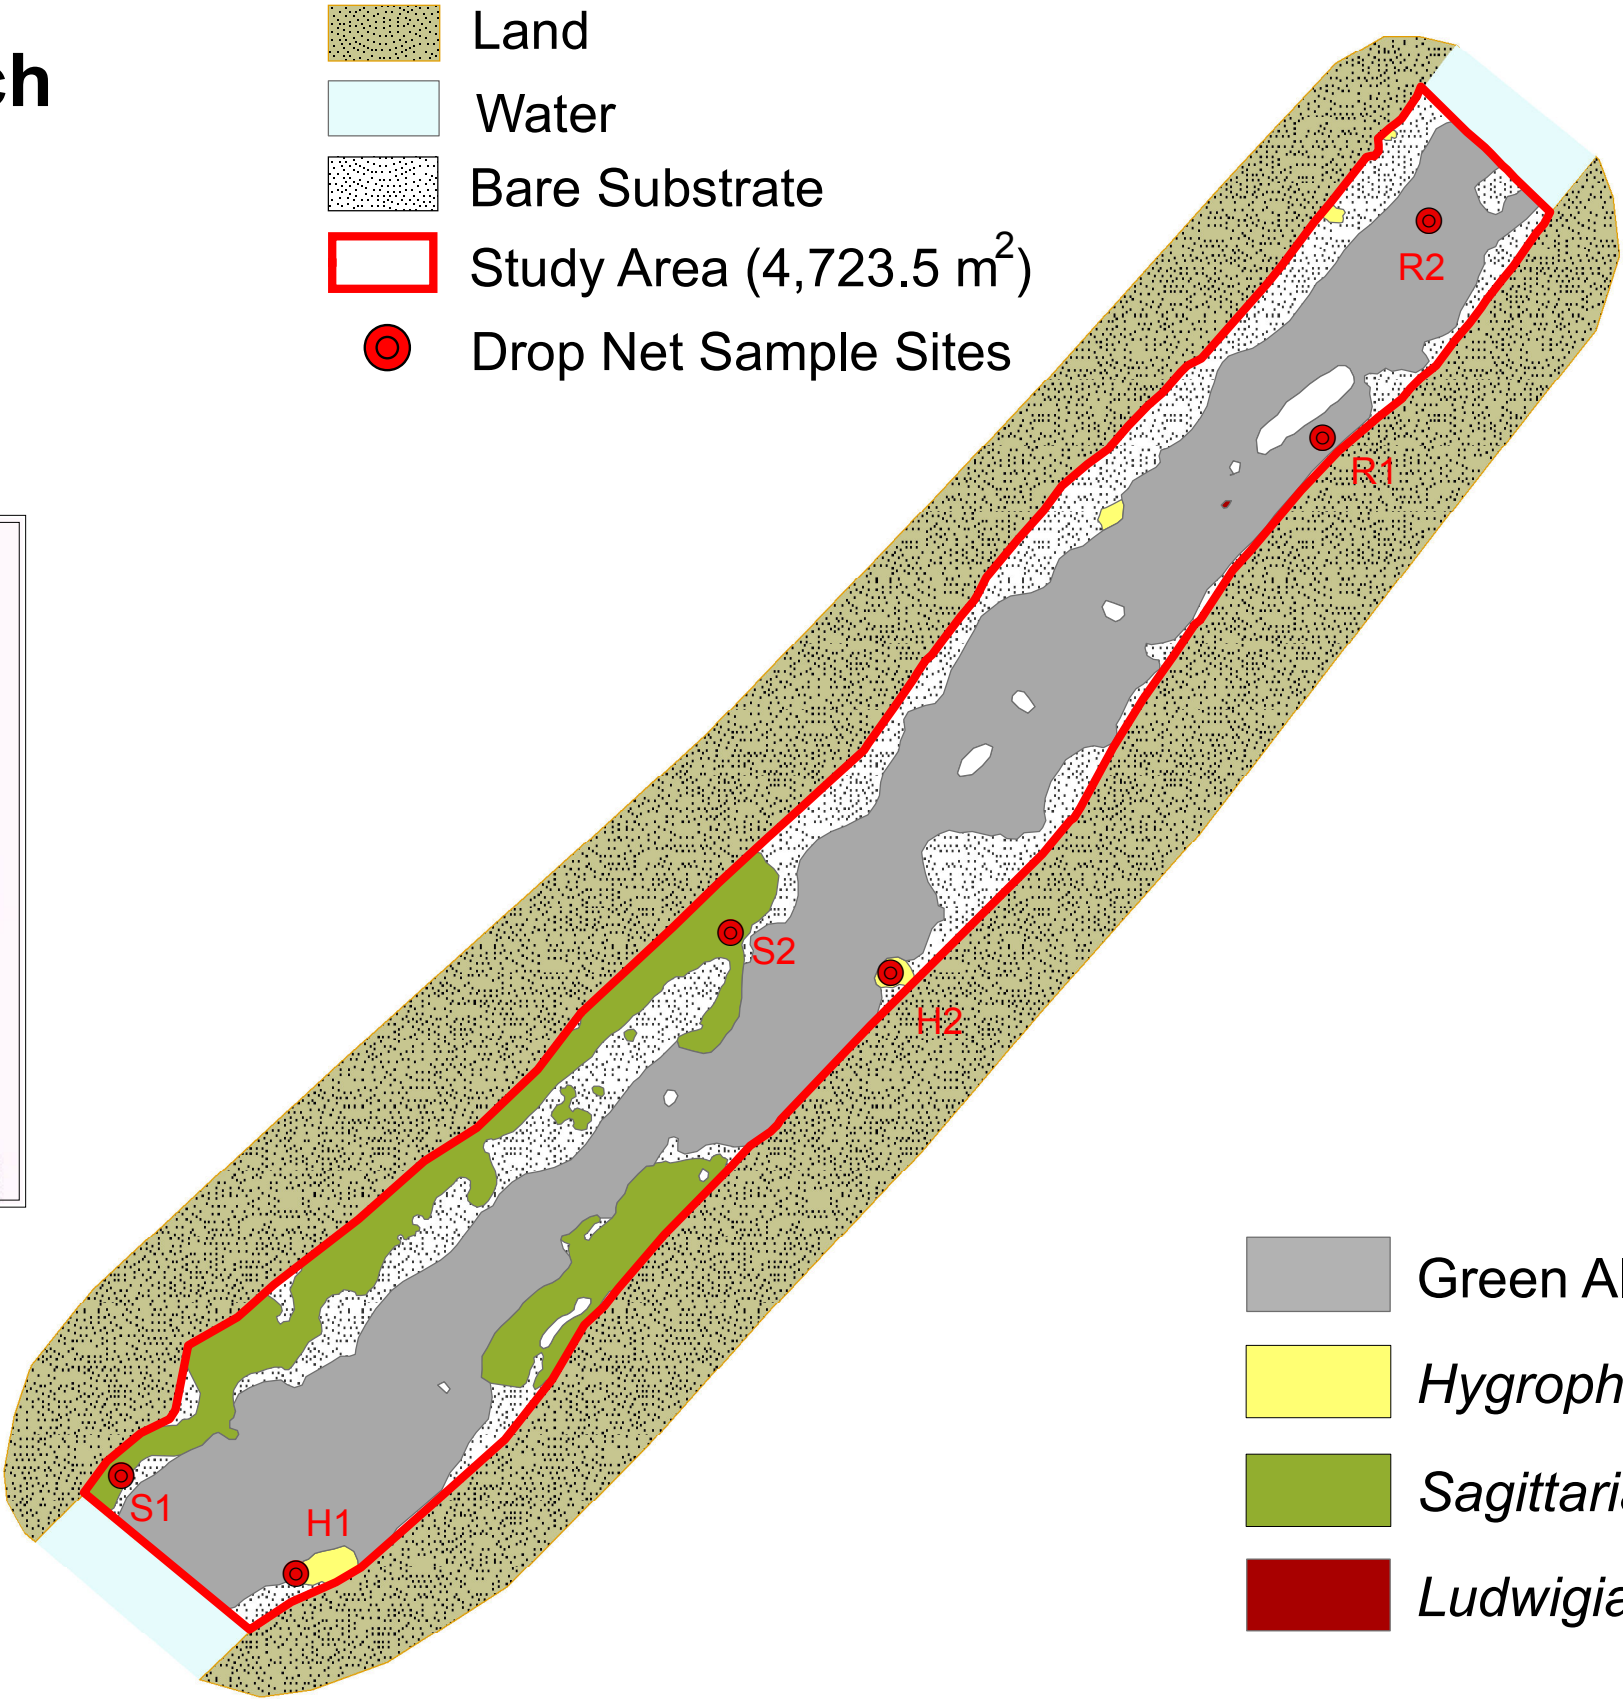 ch
Land
Water
Bare Substrate
Study Area (4,723.5 m²)
Drop Net Sample Sites
R2
R1
S2
H2
S1
H1
Green Al
Hygroph
Sagittaria
Ludwigia